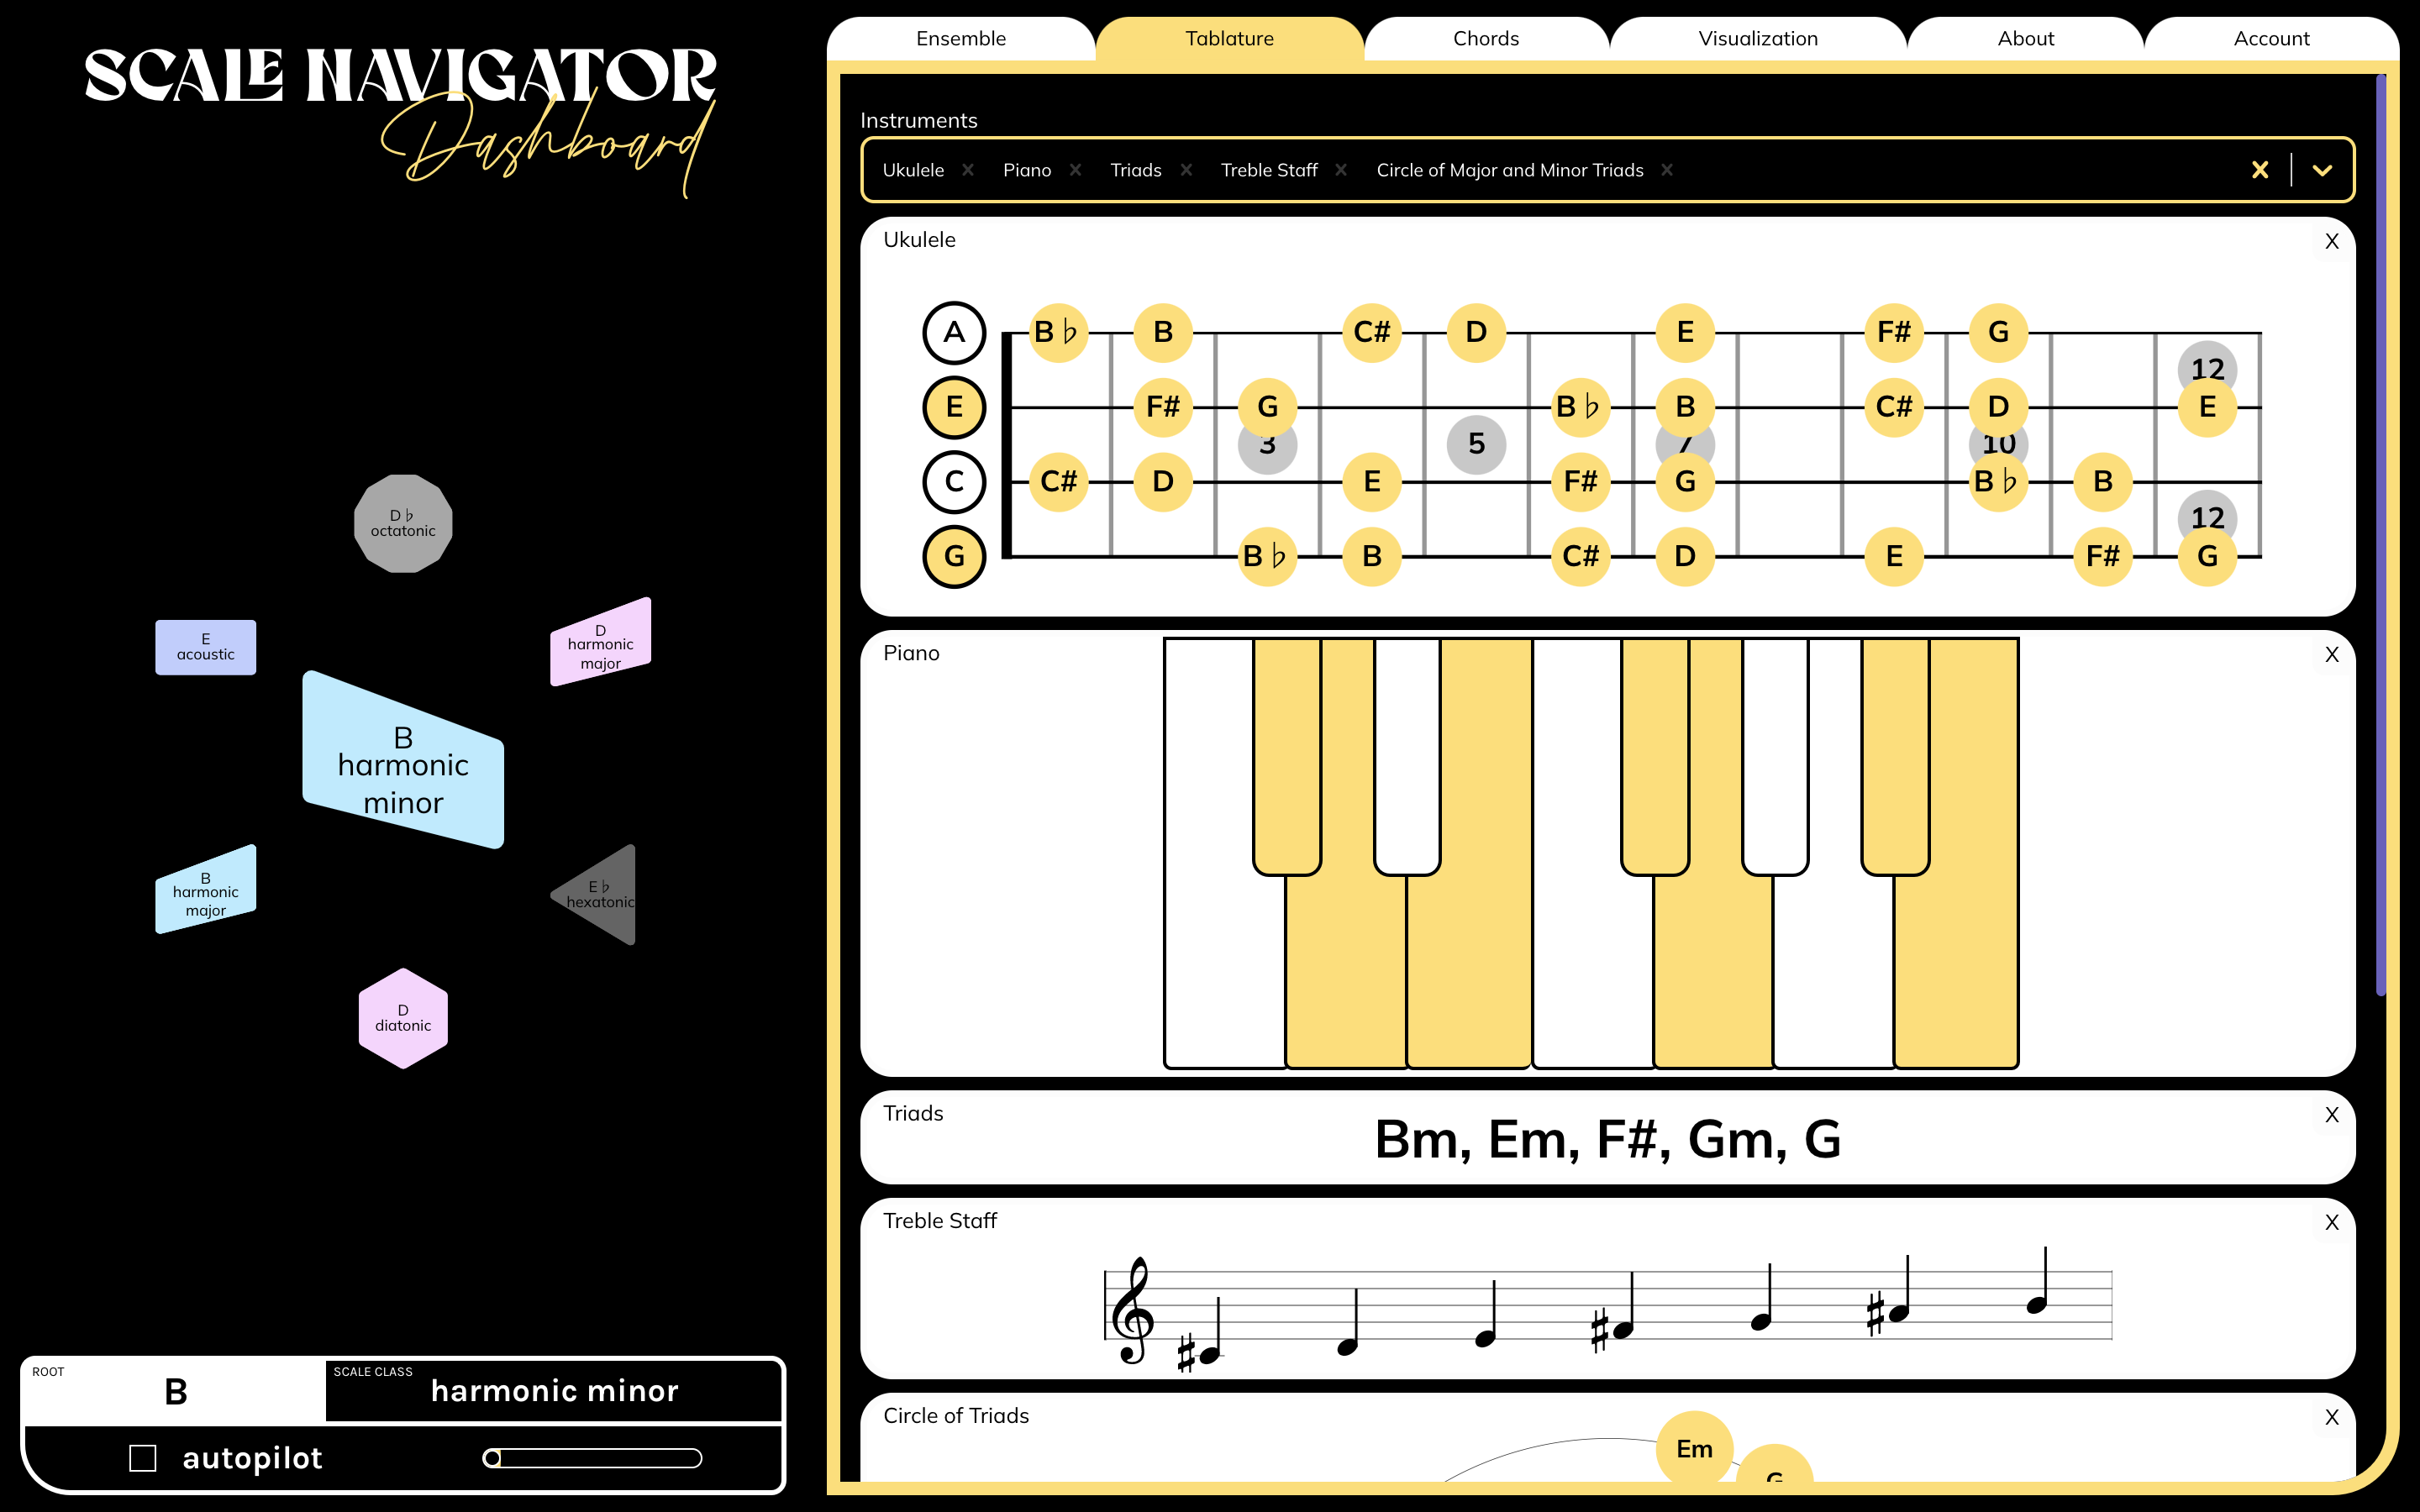 SCALE NAVIGATOR
Dashboard
D♭
octatonic
E
acoustic
D
harmonic
major
B
harmonic
minor
B
harmonic
major
E♭
hexatonic
D
diatonic
ROOT
B
SCALE CLASS
harmonic minor
autopilot
Ensemble Tablature Chords Visualization About Account
Instruments
Ukulele x Piano x Triads x Treble Staff x Circle of Major and Minor Triads x
Ukulele X
A B♭ B C# D E F# G
12
E F# G B♭ B C# D E
3 5 7 10
C C# D E F# G B♭ B
12
G B♭ B C# D E F# G
Piano X
Triads X
Bm, Em, F#, Gm, G
Treble Staff X
Circle of Triads X
Em
G